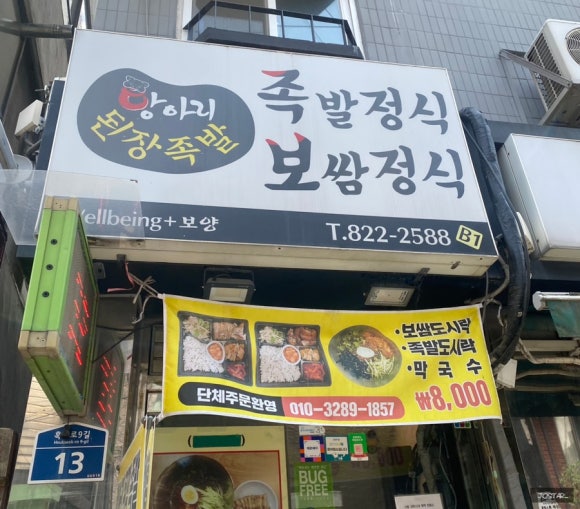 항아리
된장족발
족발정식
보쌈정식
Wellbeing+보양
T.822-2588
B1
·보쌈도시락
·족발도시락
·막국수
₩8,000
단체주문환영
010-3289-1857
13
BUG
FREE
JOSTAR